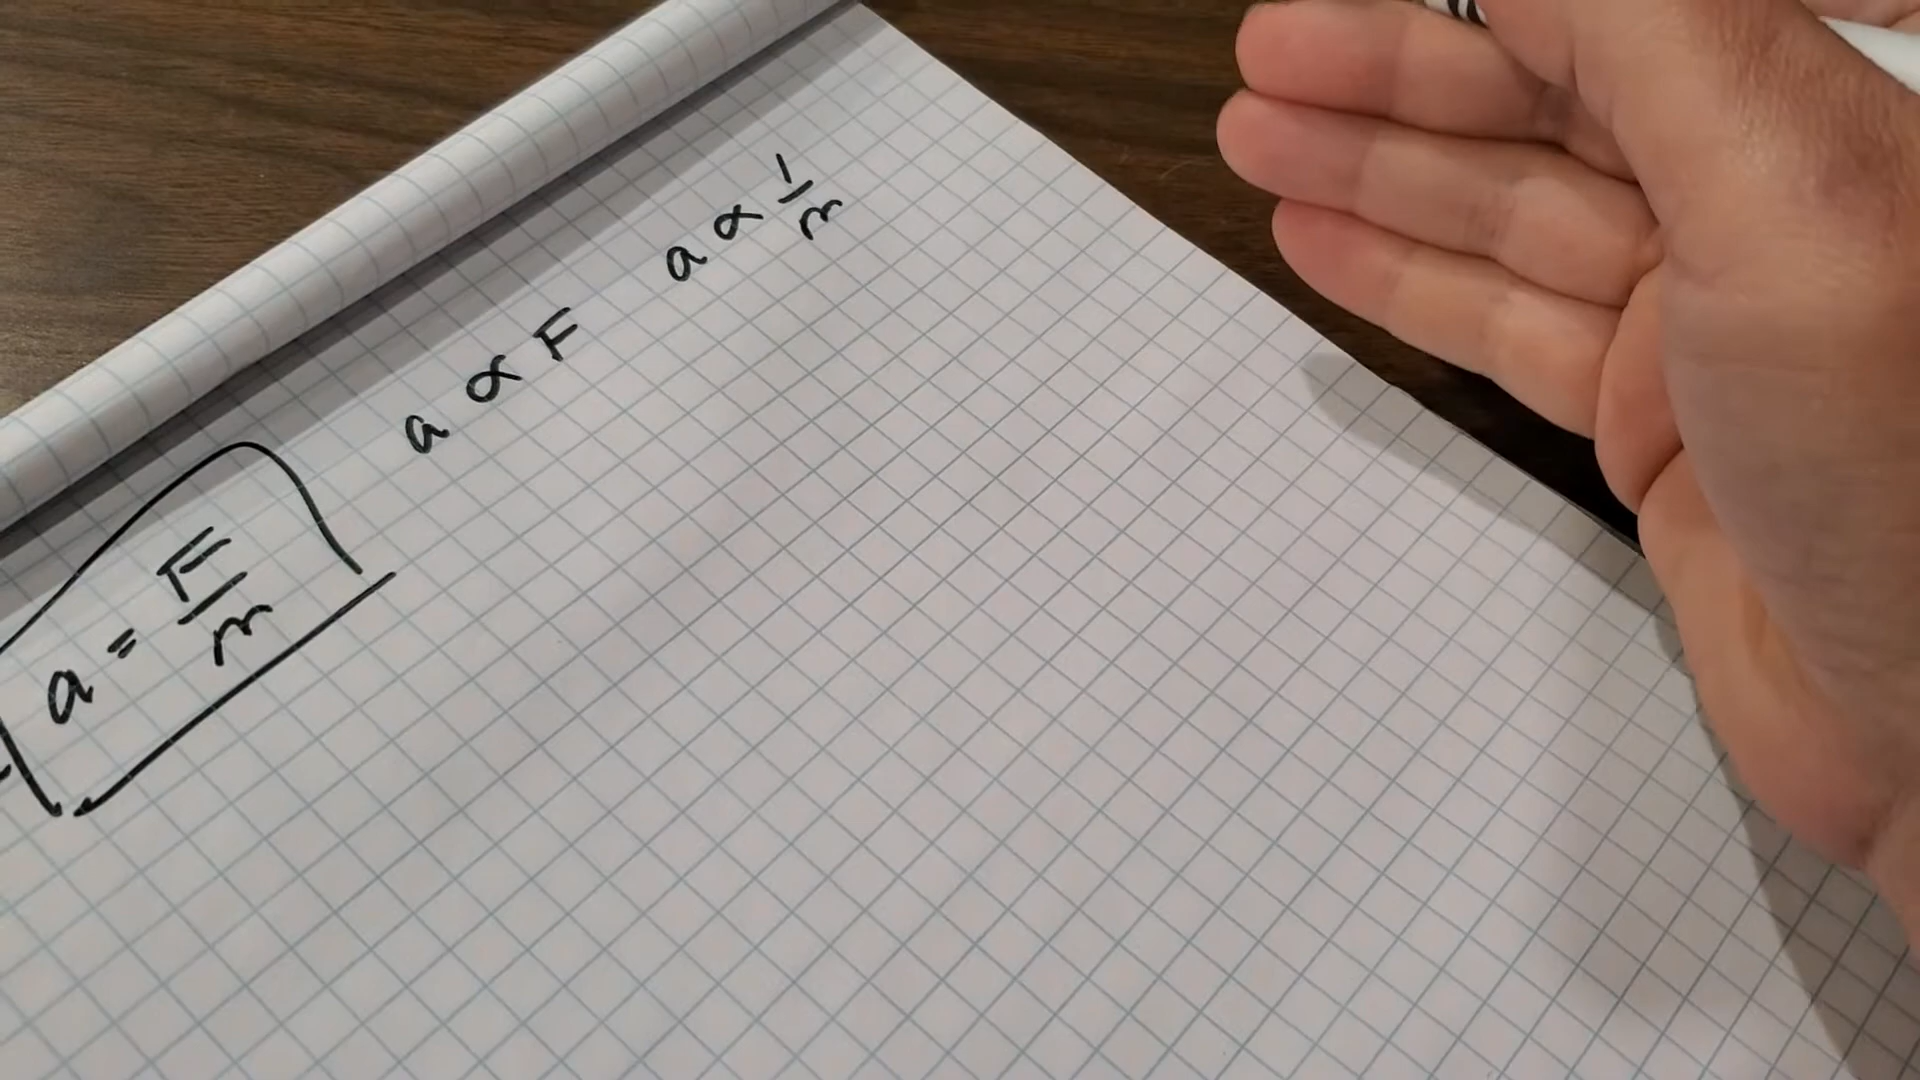 a = F/m
a ∝ F
a ∝ 1/m